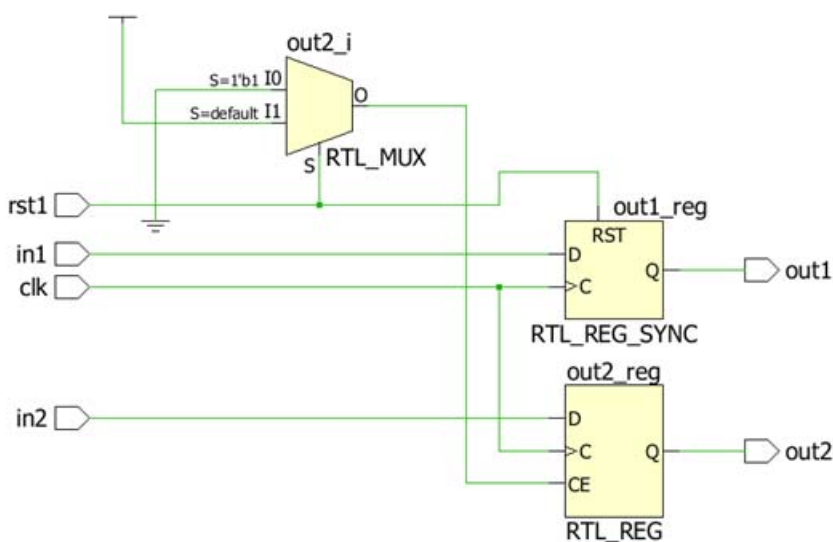 out2_i
S=1'b1 I0
S=default I1
O
S
RTL_MUX
rst1
out1_reg
RST
in1
D
Q
out1
clk
C
RTL_REG_SYNC
out2_reg
in2
D
C
Q
out2
CE
RTL_REG